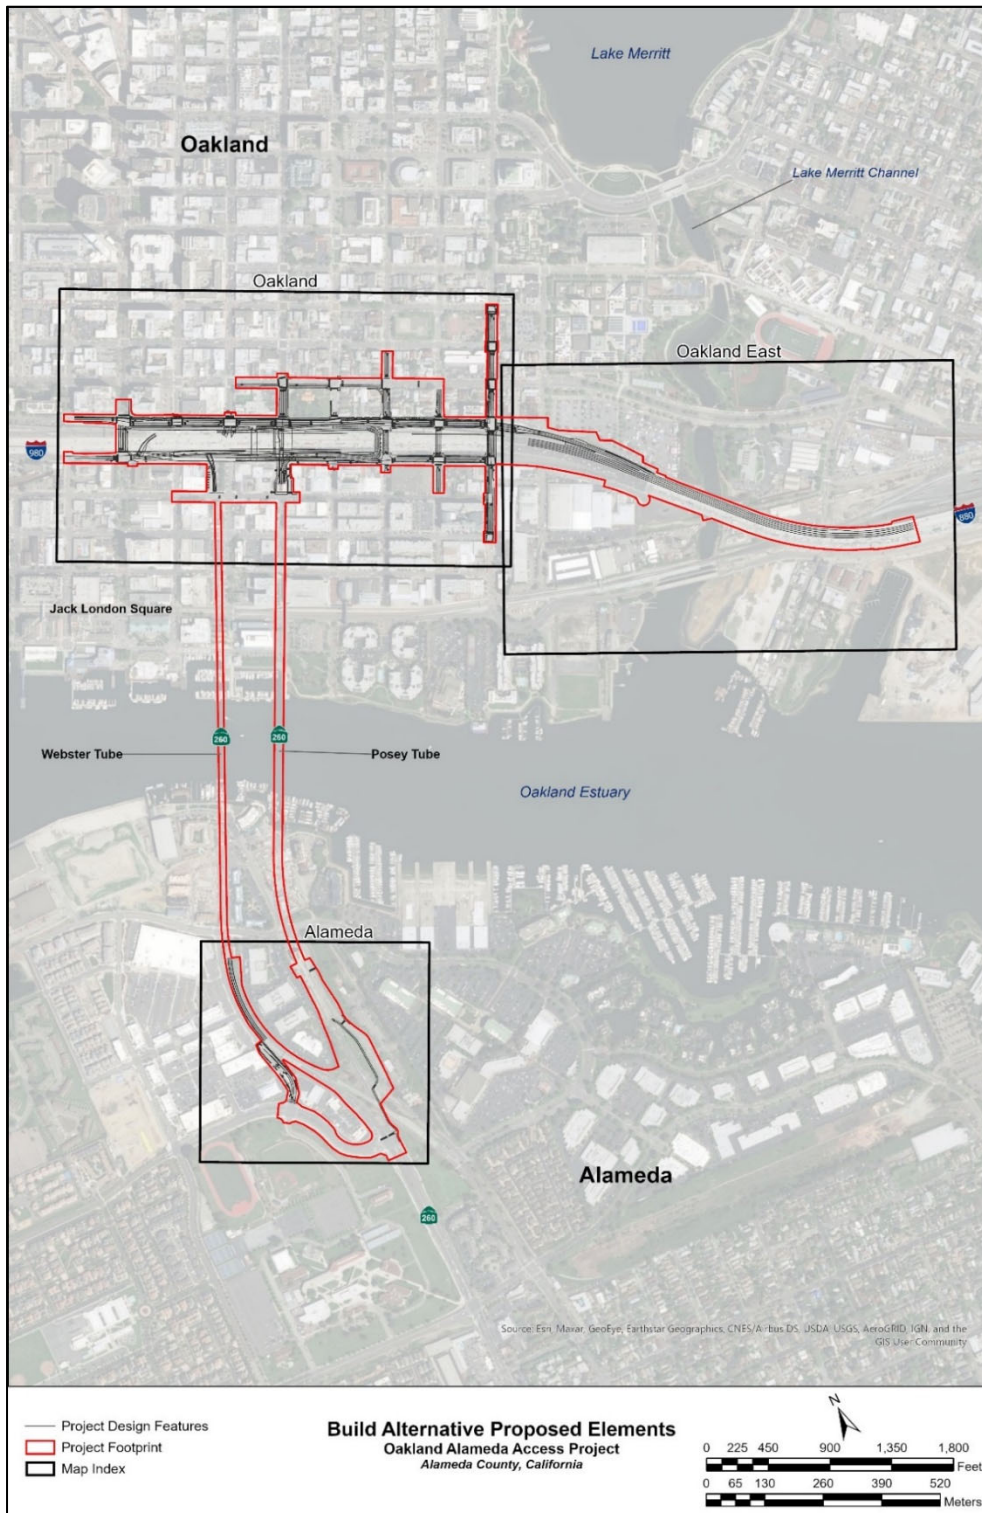 Lake Merritt
Oakland
Lake Merritt Channel
Oakland
Oakland East
980
880
Jack London Square
260
260
Webster Tube
Posey Tube
Oakland Estuary
Alameda
Alameda
260
Source: Esri, Maxar, GeoEye, Earthstar Geographics, CNES/Airbus DS, USDA, USGS, AeroGRID, IGN, and the
GIS User Community
Project Design Features
Project Footprint
Map Index
Build Alternative Proposed Elements
Oakland Alameda Access Project
Alameda County, California
N
0 225 450 900 1,350 1,800
Feet
0 65 130 260 390 520
Meters